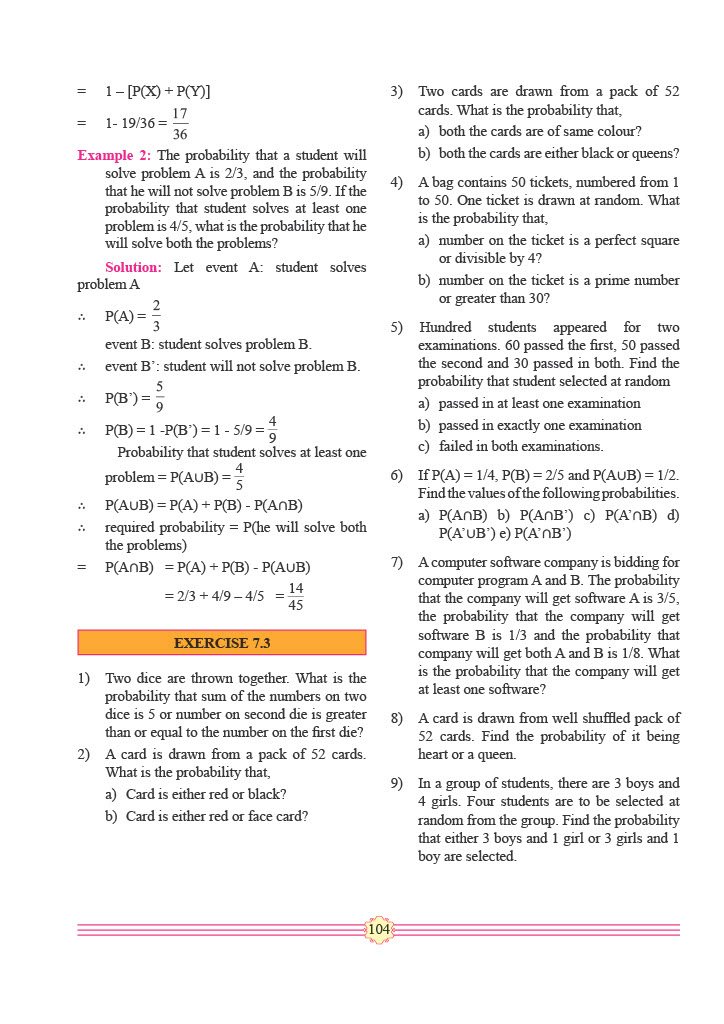 = 1 – [P(X) + P(Y)]
= 1- 19/36 = 17/36
Example 2: The probability that a student will
solve problem A is 2/3, and the probability
that he will not solve problem B is 5/9. If the
probability that student solves at least one
problem is 4/5, what is the probability that he
will solve both the problems?
Solution: Let event A: student solves
problem A
∴ P(A) = 2/3
event B: student solves problem B.
∴ event B’: student will not solve problem B.
∴ P(B’) = 5/9
∴ P(B) = 1 -P(B’) = 1 - 5/9 = 4/9
Probability that student solves at least one
problem = P(A∪B) = 4/5
∴ P(A∪B) = P(A) + P(B) - P(A∩B)
∴ required probability = P(he will solve both
the problems)
= P(A∩B) = P(A) + P(B) - P(A∪B)
= 2/3 + 4/9 – 4/5 = 14/45
EXERCISE 7.3
1) Two dice are thrown together. What is the
probability that sum of the numbers on two
dice is 5 or number on second die is greater
than or equal to the number on the first die?
2) A card is drawn from a pack of 52 cards.
What is the probability that,
a) Card is either red or black?
b) Card is either red or face card?
3) Two cards are drawn from a pack of 52
cards. What is the probability that,
a) both the cards are of same colour?
b) both the cards are either black or queens?
4) A bag contains 50 tickets, numbered from 1
to 50. One ticket is drawn at random. What
is the probability that,
a) number on the ticket is a perfect square
or divisible by 4?
b) number on the ticket is a prime number
or greater than 30?
5) Hundred students appeared for two
examinations. 60 passed the first, 50 passed
the second and 30 passed in both. Find the
probability that student selected at random
a) passed in at least one examination
b) passed in exactly one examination
c) failed in both examinations.
6) If P(A) = 1/4, P(B) = 2/5 and P(A∪B) = 1/2.
Find the values of the following probabilities.
a) P(A∩B) b) P(A∩B’) c) P(A’∩B) d)
P(A’∪B’) e) P(A’∩B’)
7) A computer software company is bidding for
computer program A and B. The probability
that the company will get software A is 3/5,
the probability that the company will get
software B is 1/3 and the probability that
company will get both A and B is 1/8. What
is the probability that the company will get
at least one software?
8) A card is drawn from well shuffled pack of
52 cards. Find the probability of it being
heart or a queen.
9) In a group of students, there are 3 boys and
4 girls. Four students are to be selected at
random from the group. Find the probability
that either 3 boys and 1 girl or 3 girls and 1
boy are selected.
104